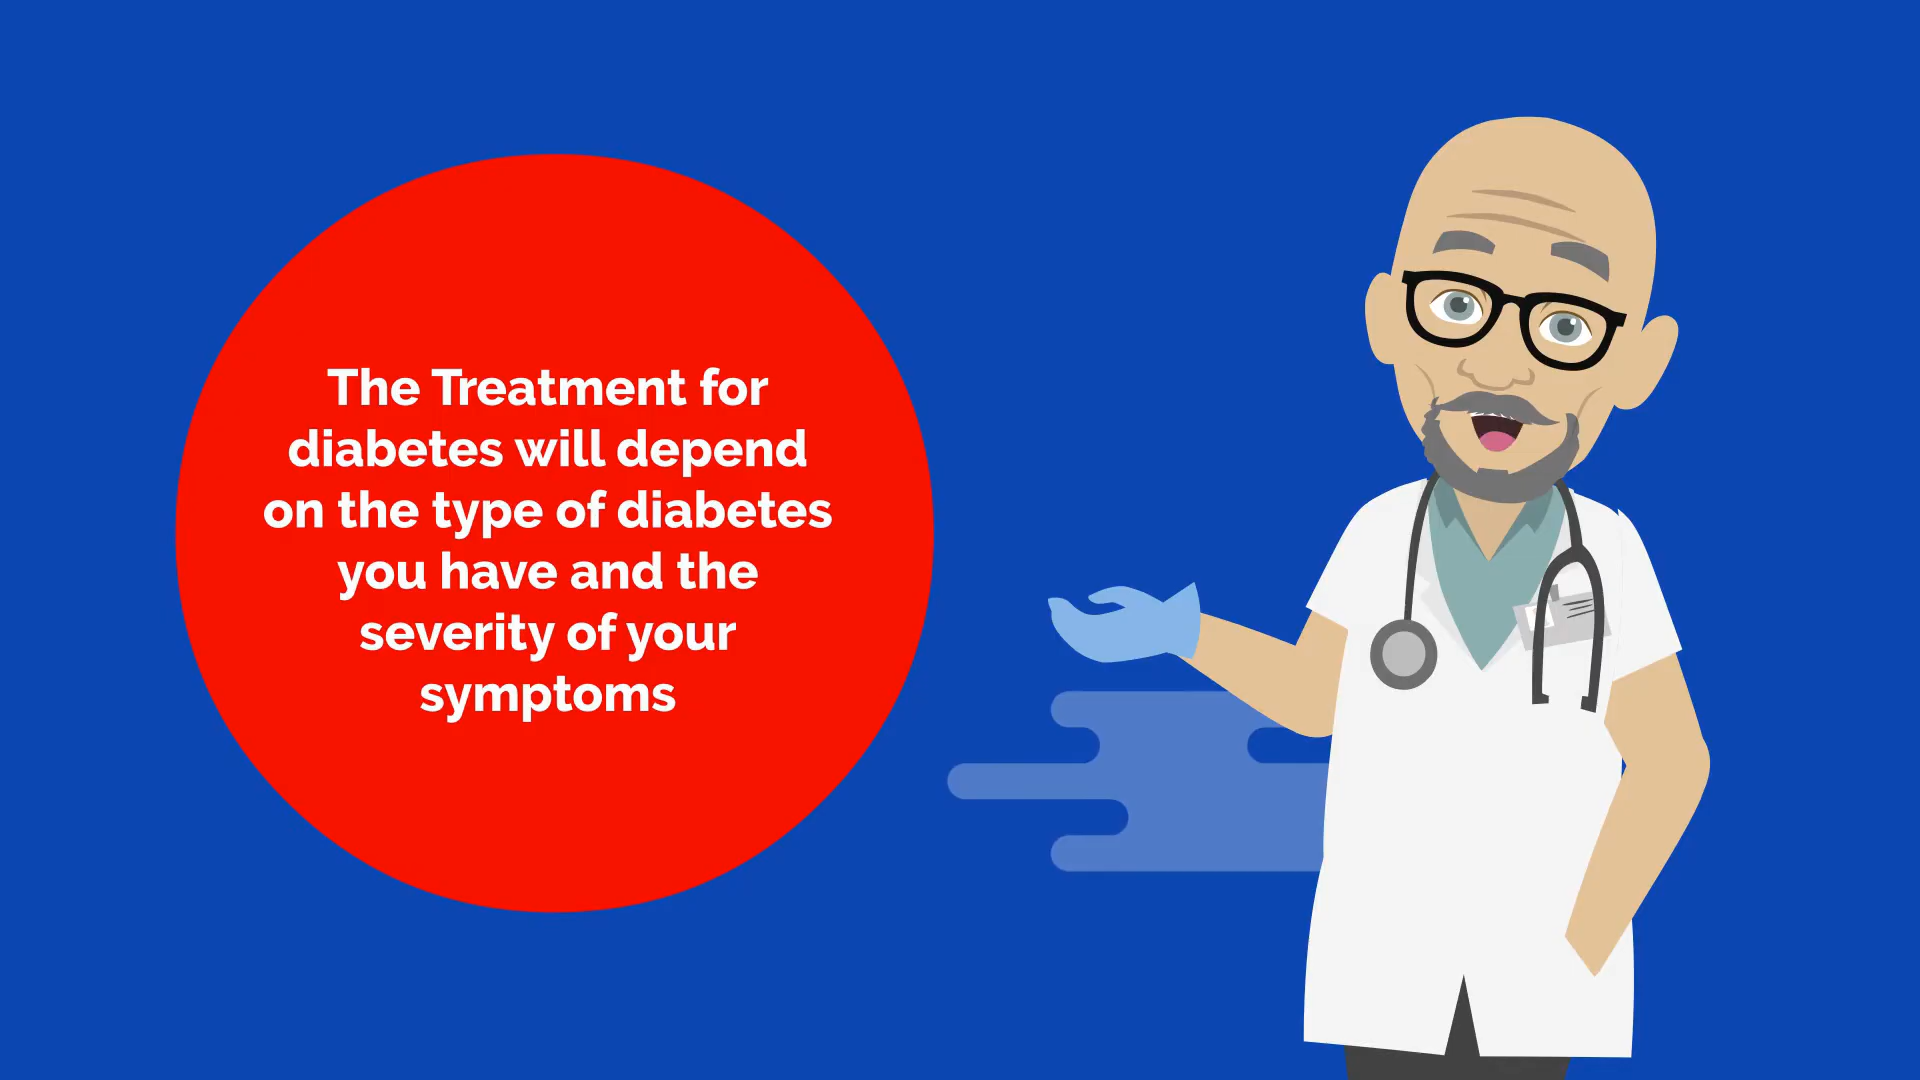 The Treatment for
diabetes will depend
on the type of diabetes
you have and the
severity of your
symptoms